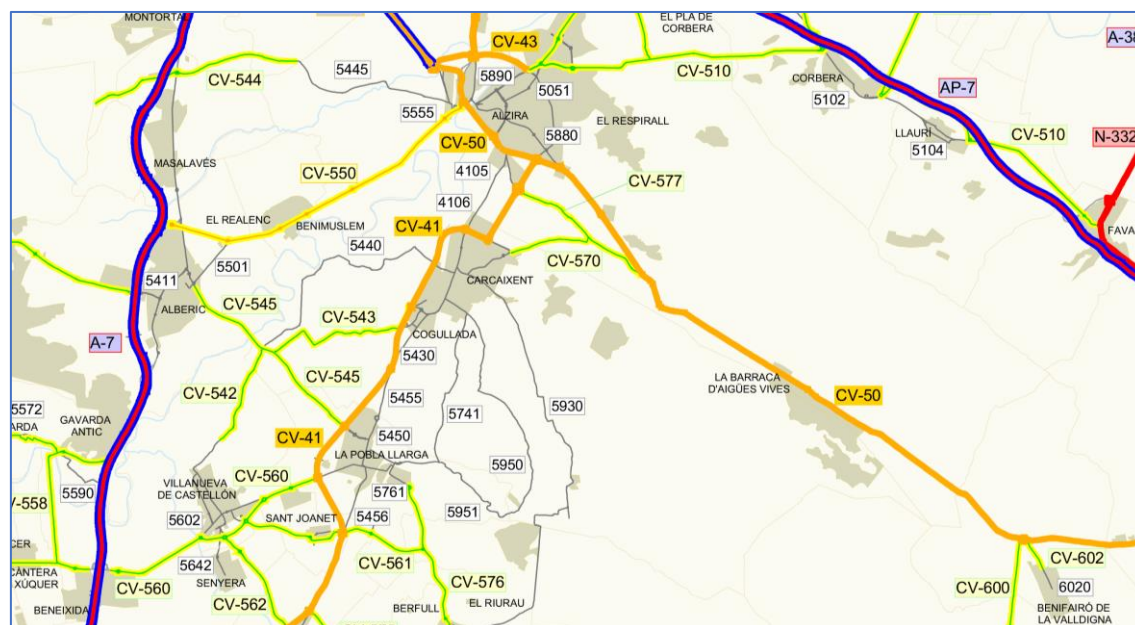 MONTORTAL
EL PLA DE
CORBERA
CV-43
A-38
CV-544
5445
5890
CV-510
CORBERA
5051
AP-7
5102
5555
ALZIRA
EL RESPIRALL
LLAURÍ
CV-510
5880
N-332
CV-50
5104
MASALAVÉS
4105
CV-550
CV-577
4106
EL REALENC
BENIMUSLEM
CV-41
FAVA
5440
5501
CV-570
5411
CARCAIXENT
CV-545
ALBERIC
CV-543
COGULLADA
A-7
5430
CV-545
LA BARRACA
D'AIGÜES VIVES
CV-542
5455
5741
5930
CV-50
5572
ARDA
GAVARDA
ANTIC
CV-41
5450
LA POBLA LLARGA
5950
CV-560
VILLANUEVA
DE CASTELLÓN
5761
5590
V-558
5951
SANT JOANET
5456
5602
CER
CV-561
CV-602
5642
CÀNTERA
XÚQUER
CV-560
SENYERA
CV-576
CV-600
6020
CV-562
EL RIURAU
BENEIXIDA
BERFULL
BENIFAIRÓ DE
LA VALLDIGNA